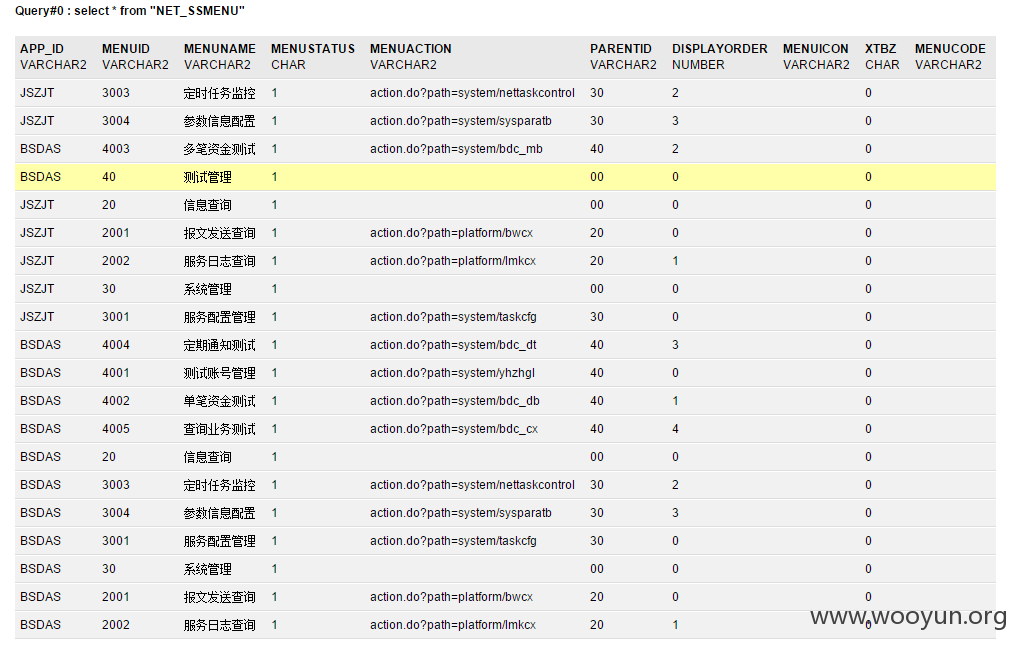 Query#0 : select * from "NET_SSMENU"
APP_ID MENUID MENUNAME MENUSTATUS MENUACTION PARENTID DISPLAYORDER MENUICON XTBZ MENUCODE
VARCHAR2 VARCHAR2 VARCHAR2 CHAR VARCHAR2 VARCHAR2 NUMBER VARCHAR2 CHAR VARCHAR2
JSZJT 3003 定时任务监控 1 action.do?path=system/nettaskcontrol 30 2 0
JSZJT 3004 参数信息配置 1 action.do?path=system/sysparatb 30 3 0
BSDAS 4003 多笔资金测试 1 action.do?path=system/bdc_mb 40 2 0
BSDAS 40 测试管理 1 00 0 0
JSZJT 20 信息查询 1 00 0 0
JSZJT 2001 报文发送查询 1 action.do?path=platform/bwcx 20 0 0
JSZJT 2002 服务日志查询 1 action.do?path=platform/lmkcx 20 1 0
JSZJT 30 系统管理 1 00 0 0
JSZJT 3001 服务配置管理 1 action.do?path=system/taskcfg 30 0 0
BSDAS 4004 定期通知测试 1 action.do?path=system/bdc_dt 40 3 0
BSDAS 4001 测试账号管理 1 action.do?path=system/yhzhgl 40 0 0
BSDAS 4002 单笔资金测试 1 action.do?path=system/bdc_db 40 1 0
BSDAS 4005 查询业务测试 1 action.do?path=system/bdc_cx 40 4 0
BSDAS 20 信息查询 1 00 0 0
BSDAS 3003 定时任务监控 1 action.do?path=system/nettaskcontrol 30 2 0
BSDAS 3004 参数信息配置 1 action.do?path=system/sysparatb 30 3 0
BSDAS 3001 服务配置管理 1 action.do?path=system/taskcfg 30 0 0
BSDAS 30 系统管理 1 00 0 0
BSDAS 2001 报文发送查询 1 action.do?path=platform/bwcx 20 0 0
BSDAS 2002 服务日志查询 1 action.do?path=platform/lmkcx 20 1 0
www.wooyun.org